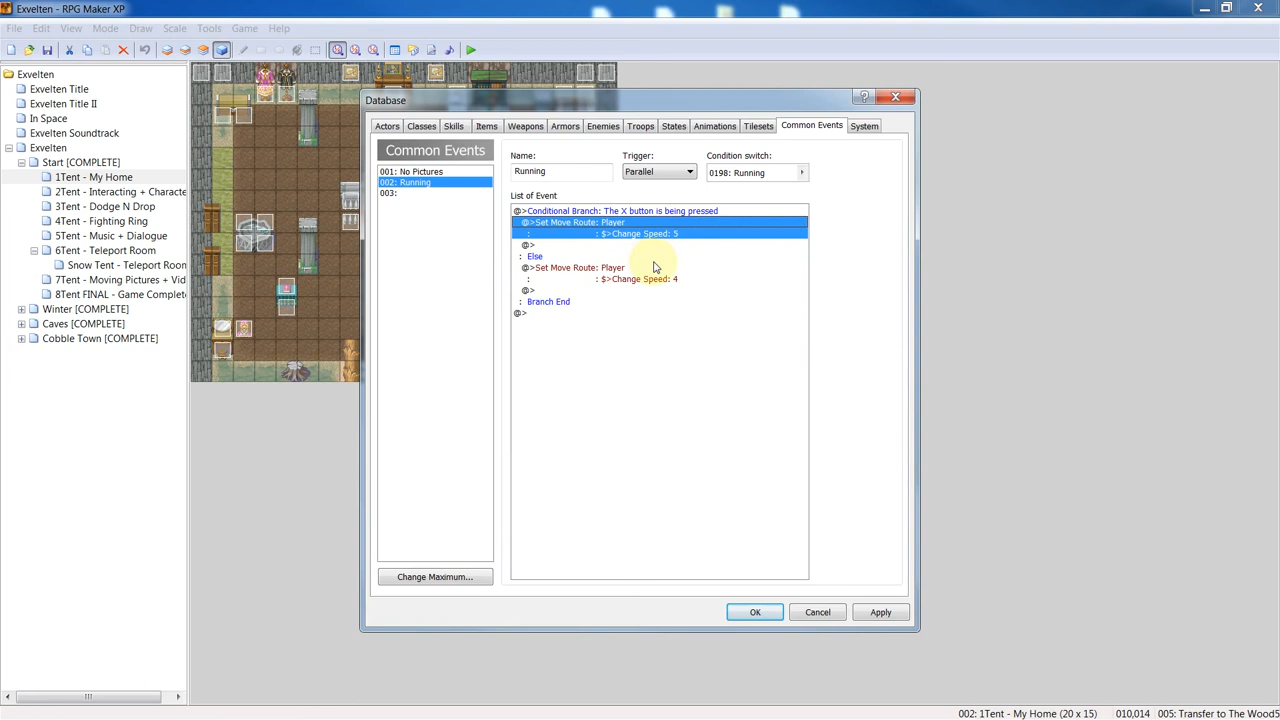 Exvelten - RPG Maker XP
File Edit View Mode Draw Scale Tools Game Help
Exvelten
Exvelten Title
Exvelten Title II
In Space
Exvelten Soundtrack
Exvelten
Start [COMPLETE]
1Tent - My Home
2Tent - Interacting + Characte
3Tent - Dodge N Drop
4Tent - Fighting Ring
5Tent - Music + Dialogue
6Tent - Teleport Room
Snow Tent - Teleport Room
7Tent - Moving Pictures + Vid
8Tent FINAL - Game Complet
Winter [COMPLETE]
Caves [COMPLETE]
Cobble Town [COMPLETE]
Database
Actors Classes Skills Items Weapons Armors Enemies Troops States Animations Tilesets Common Events System
Common Events
001: No Pictures
002: Running
003:
Change Maximum...
Name: Trigger: Condition switch:
Running Parallel 0198: Running
List of Event
@>Conditional Branch: The X button is being pressed
@>Set Move Route: Player
: : $>Change Speed: 5
@>
: Else
@>Set Move Route: Player
: : $>Change Speed: 4
@>
: Branch End
@>
OK Cancel Apply
002: 1Tent - My Home (20 x 15) 010,014 005: Transfer to The Wood5